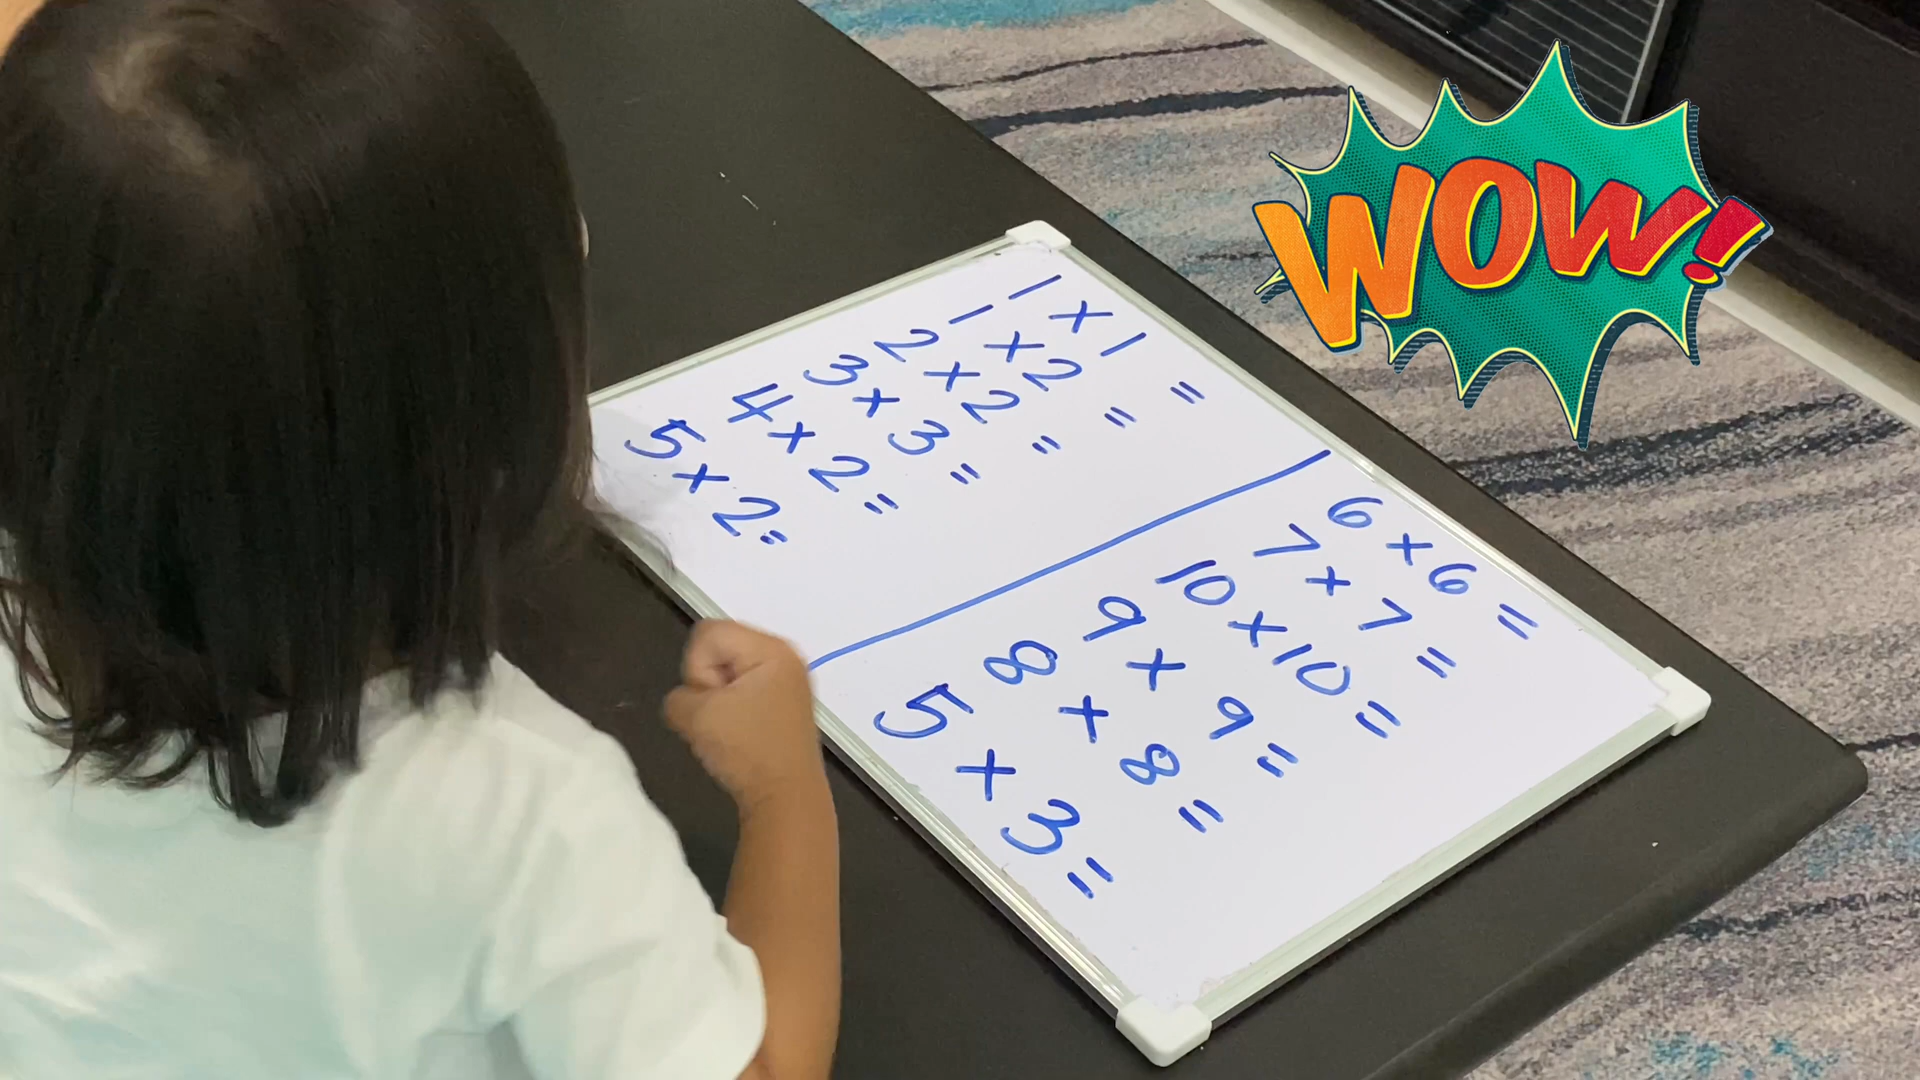 1 x 1 =
1 x 2 =
2 x 2 =
3 x 3 =
4 x 2 =
5 x 2 =
6 x 6 =
7 x 7 =
10 x 10 =
9 x 9 =
8 x 8 =
5 x 3 =
WOW!